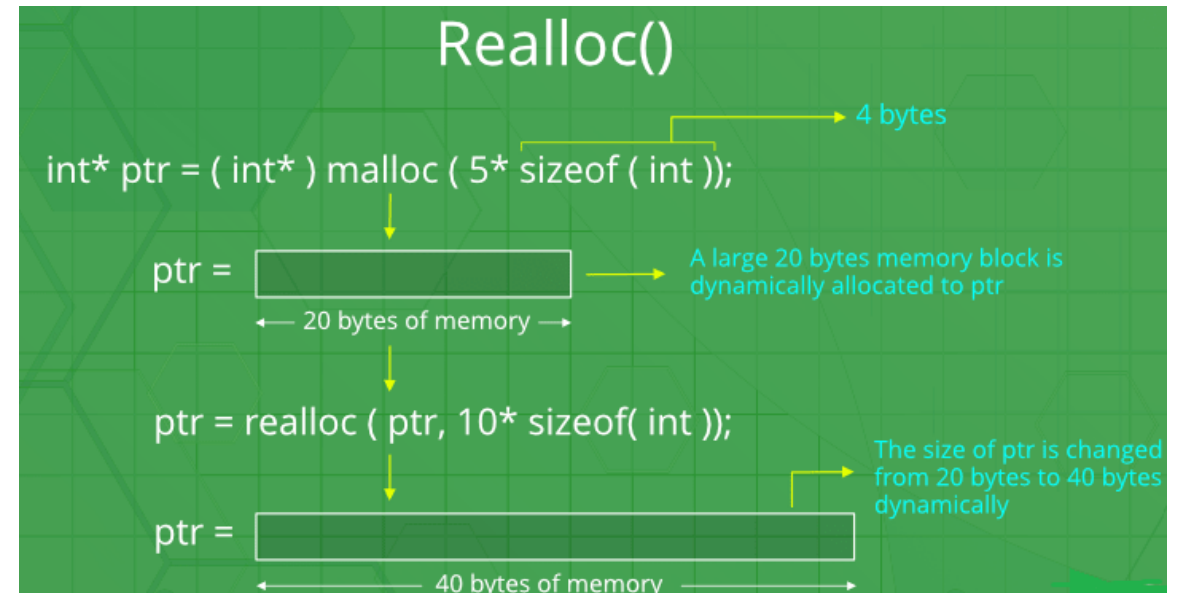 Realloc()
4 bytes
int* ptr = ( int* ) malloc ( 5* sizeof ( int ));
ptr =
A large 20 bytes memory block is
dynamically allocated to ptr
20 bytes of memory
ptr = realloc ( ptr, 10* sizeof( int ));
The size of ptr is changed
from 20 bytes to 40 bytes
dynamically
ptr =
40 bytes of memory